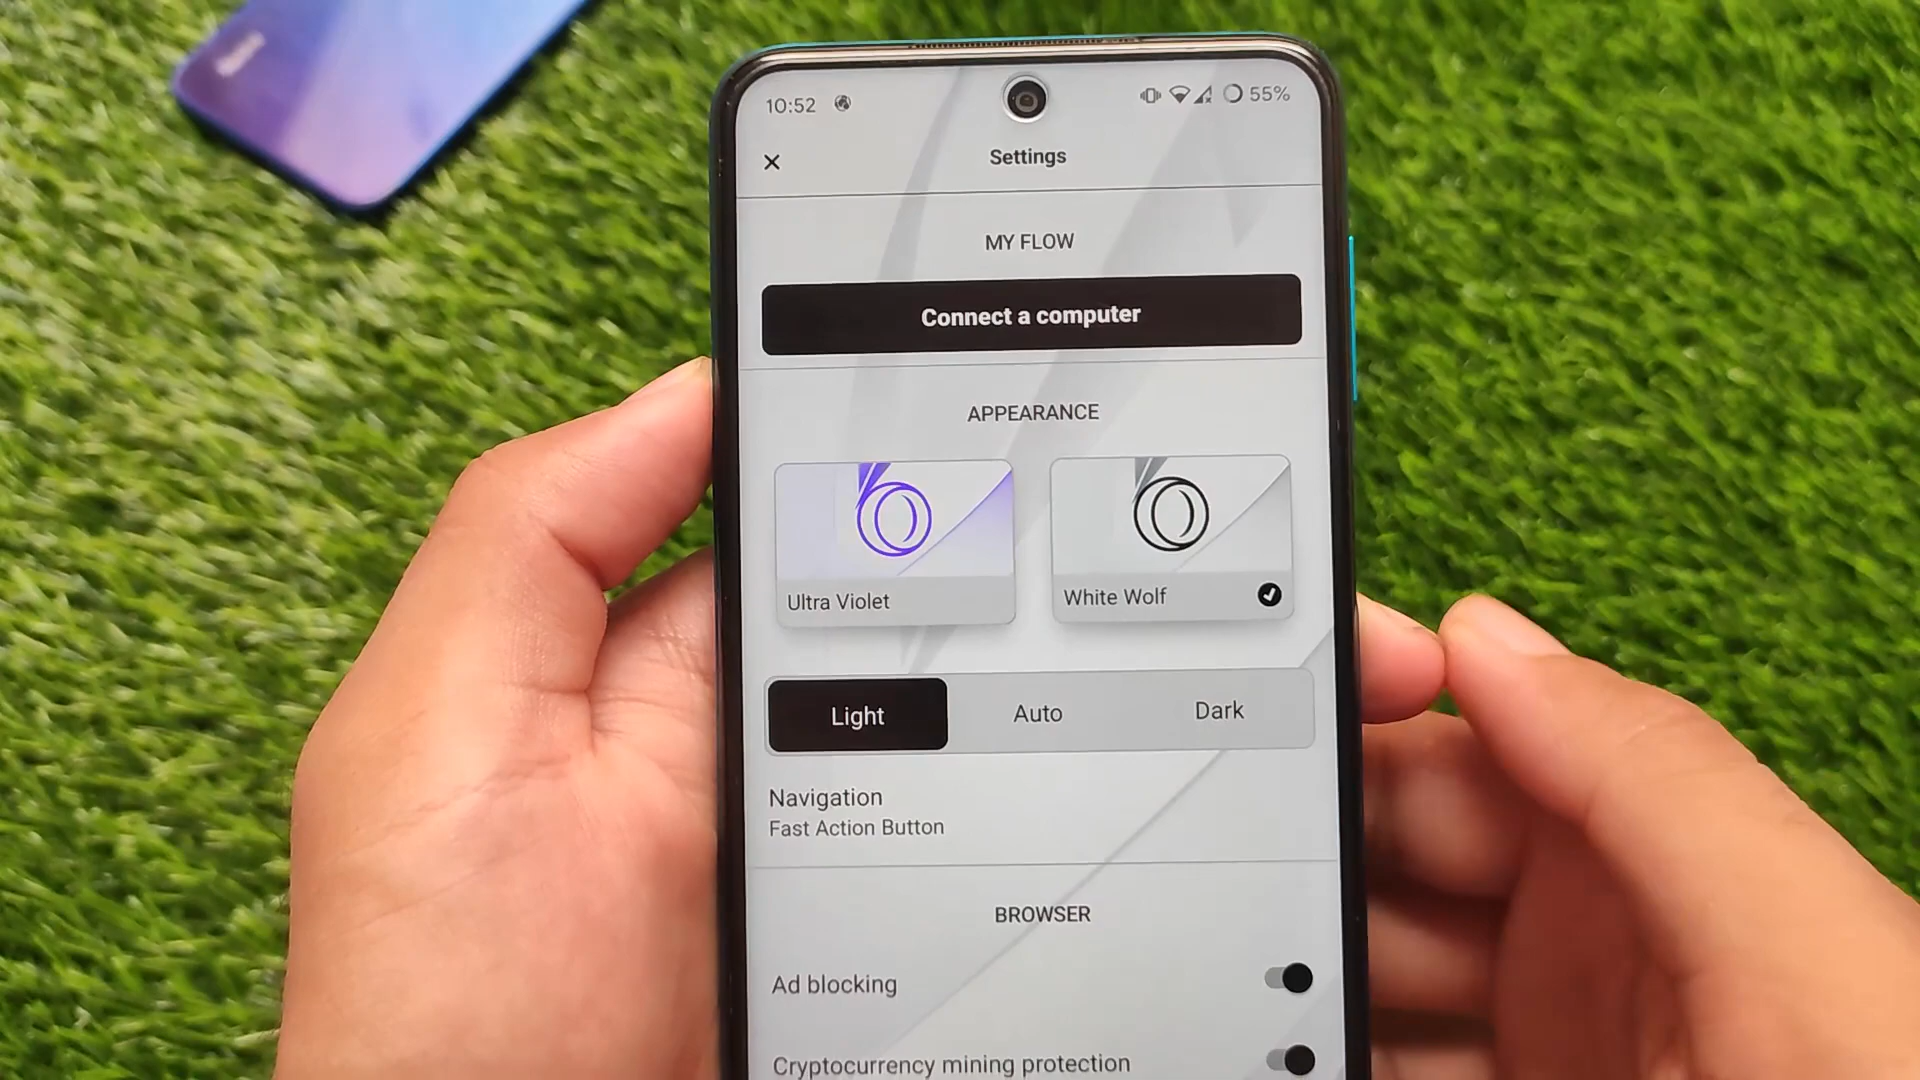 10:52
55%
Settings
MY FLOW
Connect a computer
APPEARANCE
Ultra Violet
White Wolf
Light
Auto
Dark
Navigation
Fast Action Button
BROWSER
Ad blocking
Cryptocurrency mining protection